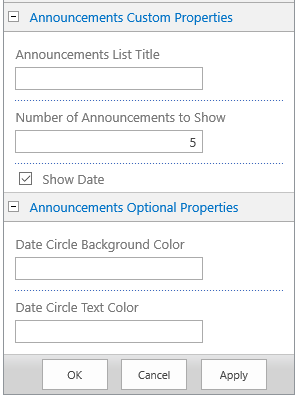 Announcements Custom Properties
Announcements List Title
Number of Announcements to Show
5
Show Date
Announcements Optional Properties
Date Circle Background Color
Date Circle Text Color
OK Cancel Apply